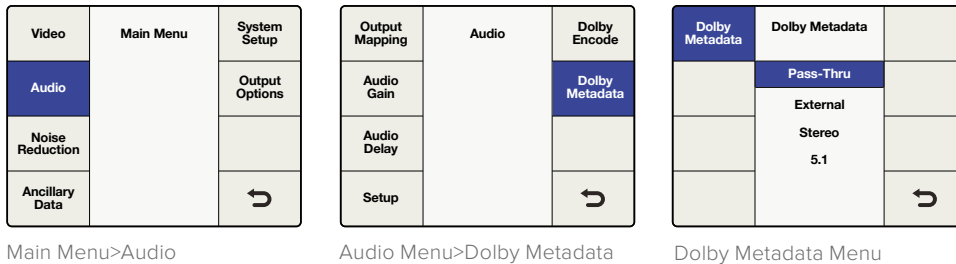 Video
Main Menu
System
Setup
Audio
Output
Options
Noise
Reduction
Ancillary
Data
Main Menu>Audio
Output
Mapping
Audio
Dolby
Encode
Audio
Gain
Dolby
Metadata
Audio
Delay
Setup
Audio Menu>Dolby Metadata
Dolby
Metadata
Dolby Metadata
Pass-Thru
External
Stereo
5.1
Dolby Metadata Menu